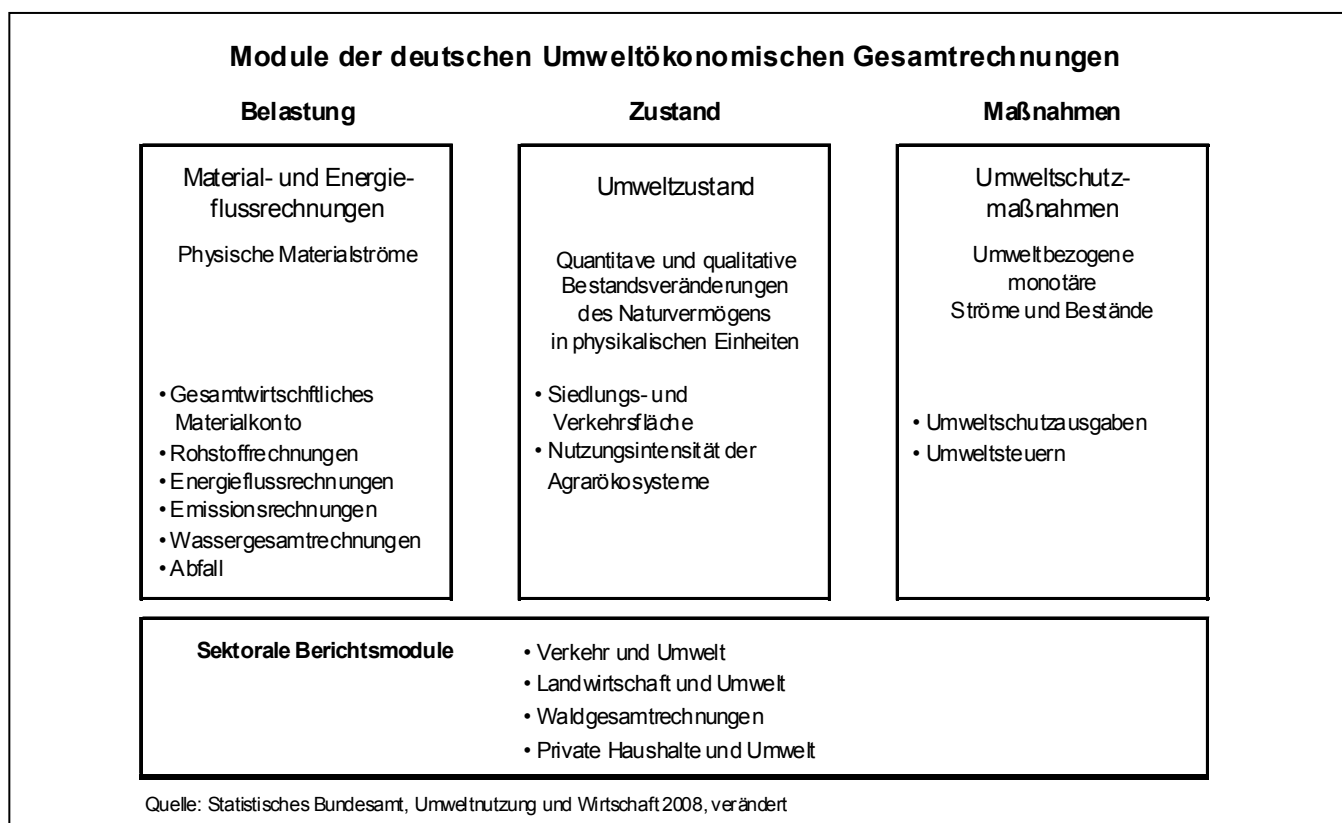 Module der deutschen Umweltökonomischen Gesamtrechnungen
Belastung
Material- und Energie-
flussrechnungen
Physische Materialströme
• Gesamtwirtschftliches
Materialkonto
• Rohstoffrechnungen
• Energieflussrechnungen
• Emissionsrechnungen
• Wassergesamtrechnungen
• Abfall
Zustand
Umweltzustand
Quantitave und qualitative
Bestandsveränderungen
des Naturvermögens
in physikalischen Einheiten
• Siedlungs- und
Verkehrsfläche
• Nutzungsintensität der
Agrarökosysteme
Maßnahmen
Umweltschutz-
maßnahmen
Umweltbezogene
monotäre
Ströme und Bestände
• Umweltschutzausgaben
• Umweltsteuern
Sektorale Berichtsmodule
• Verkehr und Umwelt
• Landwirtschaft und Umwelt
• Waldgesamtrechnungen
• Private Haushalte und Umwelt
Quelle: Statistisches Bundesamt, Umweltnutzung und Wirtschaft 2008, verändert